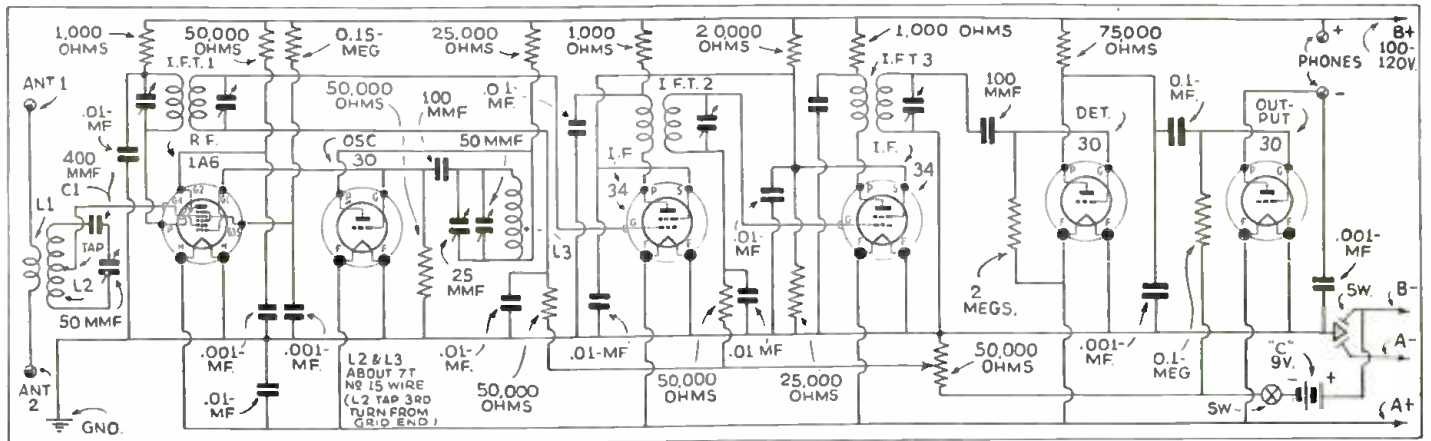 1,000
OHMS
50,000
OHMS
0.15-
MEG
25,000
OHMS
1,000
OHMS
20,000
OHMS
1,000 OHMS
75,000
OHMS
B+
100-
120V.
PHONES
+
-
ANT 1
.01-
MF
I.F.T.1
50,000
OHMS
100
MMF
.01-
MF.
I.F.T.2
I.F.T 3
100
MMF
0.1-
MF.
R F.
1A6
OSC
30
50 MMF
I.F.
34
I.F.
34
DET.
30
OUT-
PUT
30
400
MMF
C1
L1
TAP
L2
50 MMF
G2
P
H
H
P
G
F
F
25
MMF
L3
P
S
G
F
F
.01-
MF
P
S
G
F
F
2
MEGS.
P
G
F
F
P
G
F
F
.001-
MF
SW.
B-
A-
ANT
2
GND.
.01-
MF
.001-
MF.
.001-
MF.
L2 & L3
ABOUT 7T
Nº 15 WIRE
(L2 TAP 3RD
TURN FROM
GRID END)
.01-
MF
50,000
OHMS
.01-MF.
50,000
OHMS
.01 MF
25,000
OHMS
50,000
OHMS
.001-
MF.
0.1-
MEG
SW-
"C"
9V.
-
+
A+